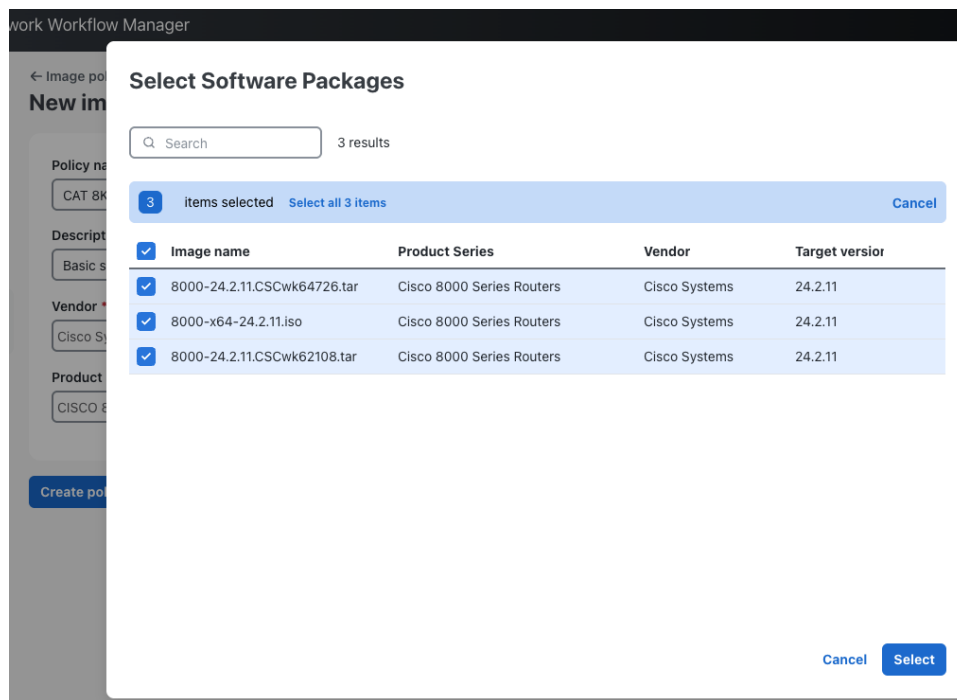 work Workflow Manager
← Image pol
New im
Select Software Packages
Search
3 results
Policy na
CAT 8K
3 items selected Select all 3 items Cancel
Descript
Basic s
Image name Product Series Vendor Target version
8000-24.2.11.CSCwk64726.tar Cisco 8000 Series Routers Cisco Systems 24.2.11
Vendor *
8000-x64-24.2.11.iso Cisco 8000 Series Routers Cisco Systems 24.2.11
Cisco Sy
8000-24.2.11.CSCwk62108.tar Cisco 8000 Series Routers Cisco Systems 24.2.11
Product
CISCO 8
Create pol
Cancel Select